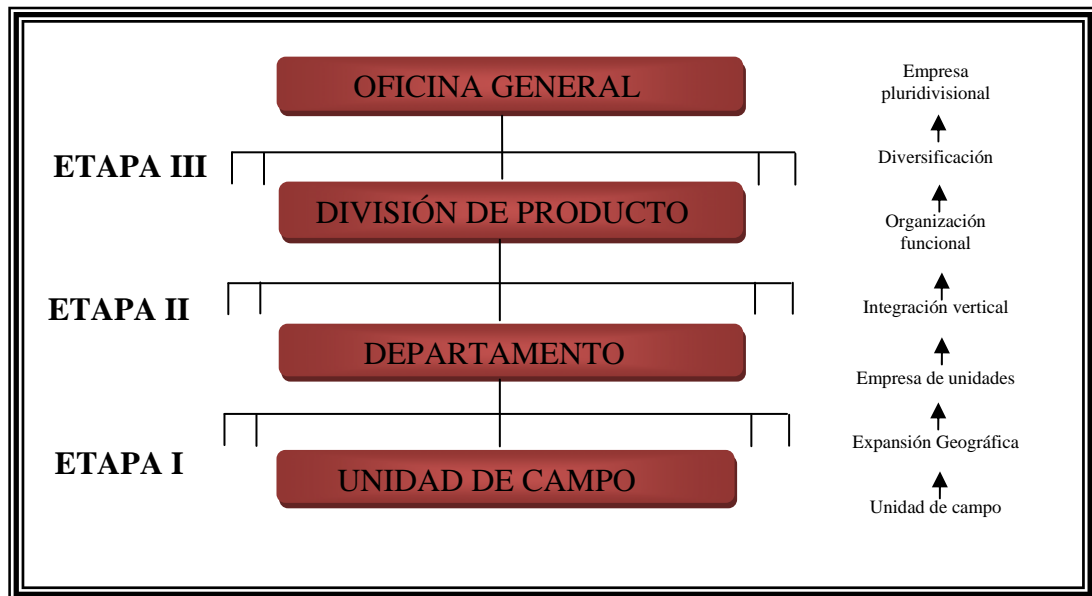 OFICINA GENERAL
ETAPA III
DIVISIÓN DE PRODUCTO
ETAPA II
DEPARTAMENTO
ETAPA I
UNIDAD DE CAMPO
Empresa
pluridivisional
Diversificación
Organización
funcional
Integración vertical
Empresa de unidades
Expansión Geográfica
Unidad de campo